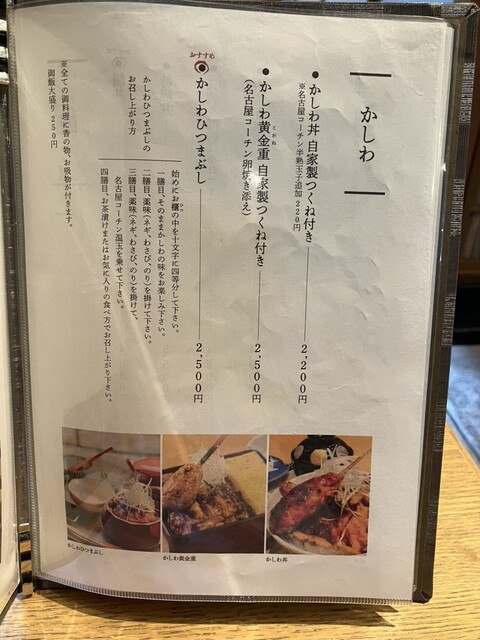 かしわ
● かしわ丼 自家製つくね付き 2,200円
※名古屋コーチン半熟玉子追加 220円
● かしわ黄金重 自家製つくね付き 2,500円
とがね
(名古屋コーチン卵焼き添え)
おすすめ
かしわひつまぶし 2,500円
かしわひつまぶしの
お召し上がり方
始めにお櫃の中を十文字に四等分して下さい。
一膳目、そのままかしわの味をお楽しみ下さい。
二膳目、薬味(ネギ、わさび、のり)を掛けて下さい。
三膳目、薬味(ネギ、わさび、のり)を掛けて、
名古屋コーチン温玉を乗せて下さい。
四膳目、お茶漬けまたはお気に入りの食べ方でお召し上がり下さい。
※全ての御料理に香の物、お吸物が付きます。
御飯大盛り250円
かしわひつまぶし
かしわ黄金重
かしわ丼